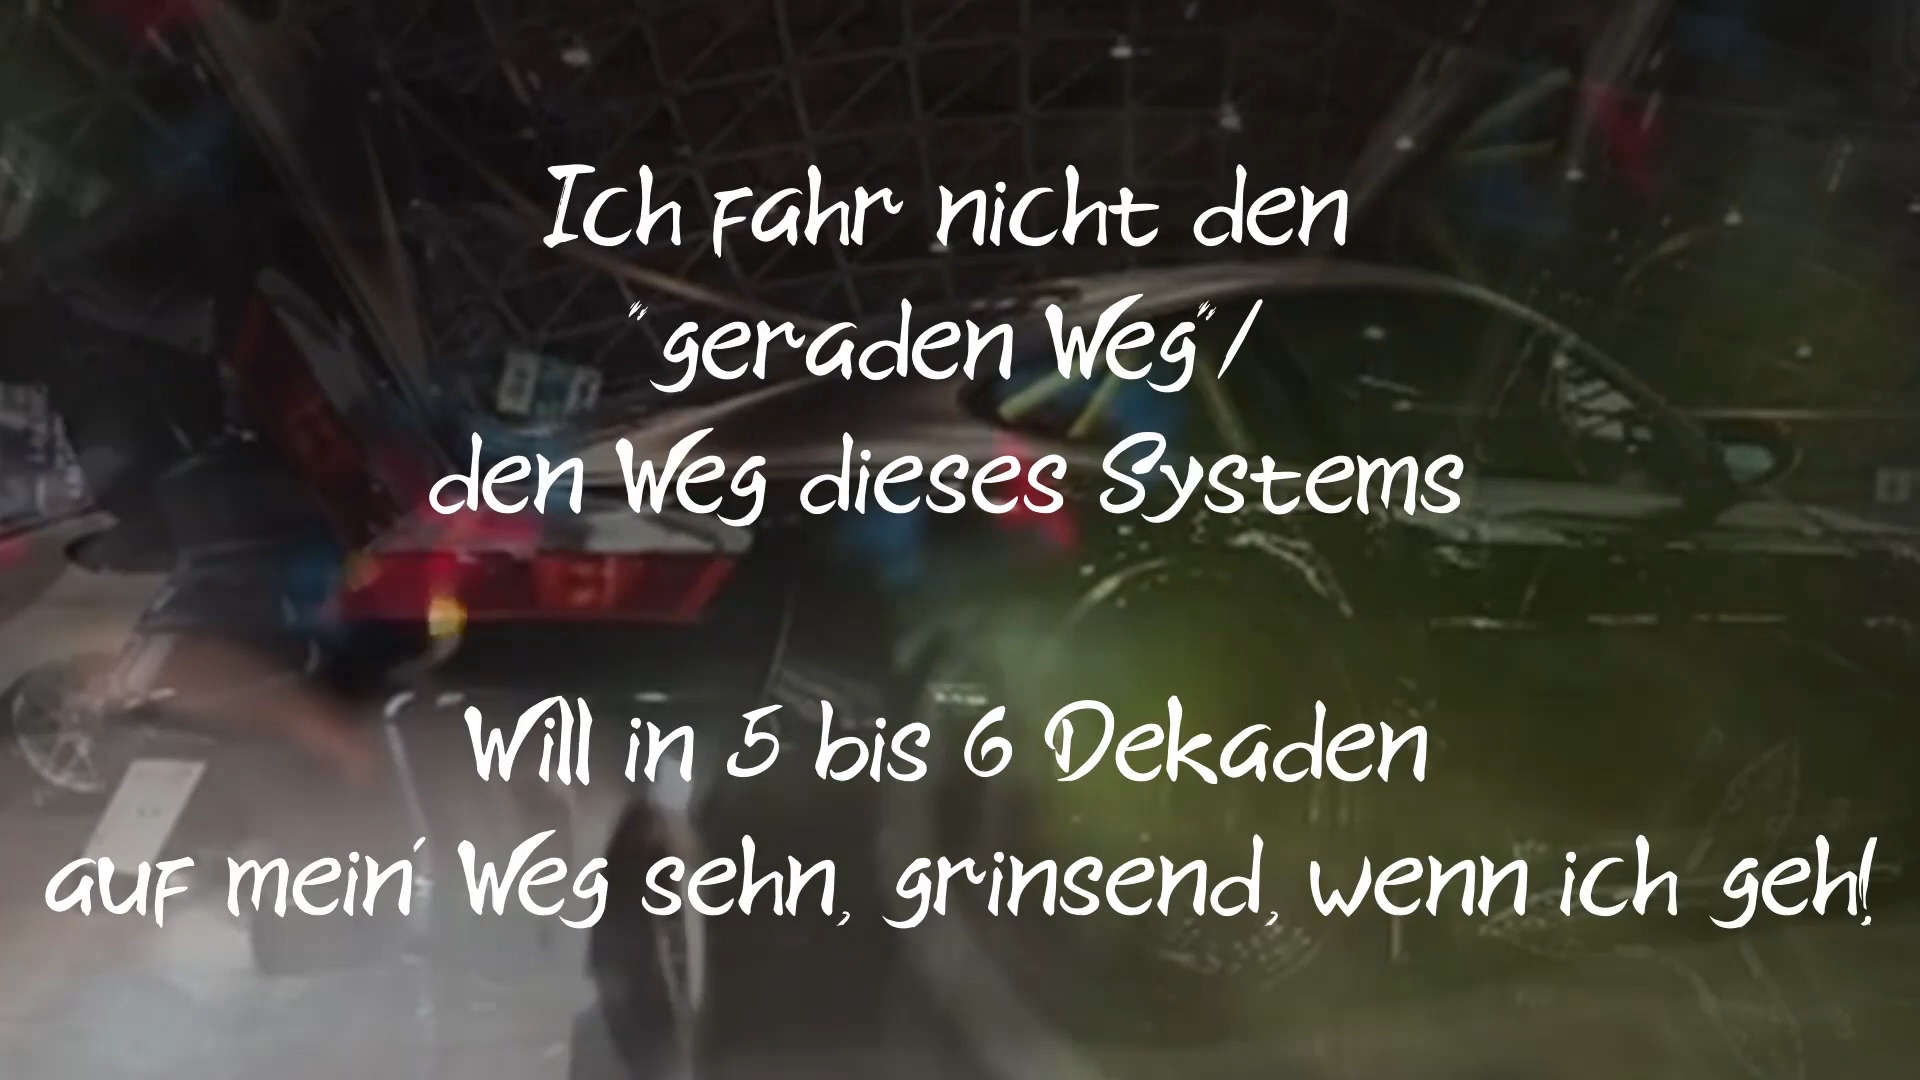 Ich fahr nicht den
"geraden Weg"/
den Weg dieses Systems
Will in 5 bis 6 Dekaden
auf mein' Weg sehn, grinsend, wenn ich geh!